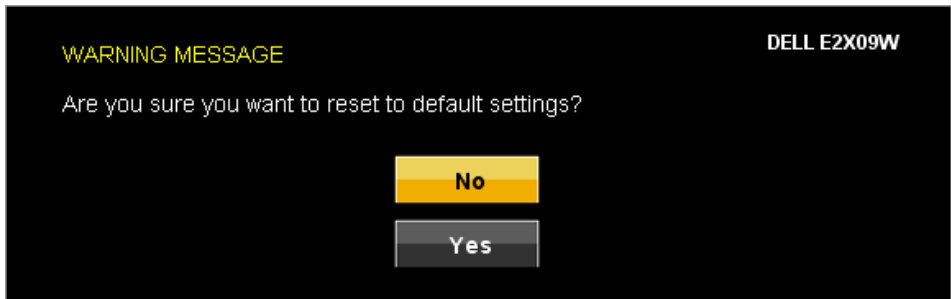 DELL E2X09W
WARNING MESSAGE
Are you sure you want to reset to default settings?
No
Yes